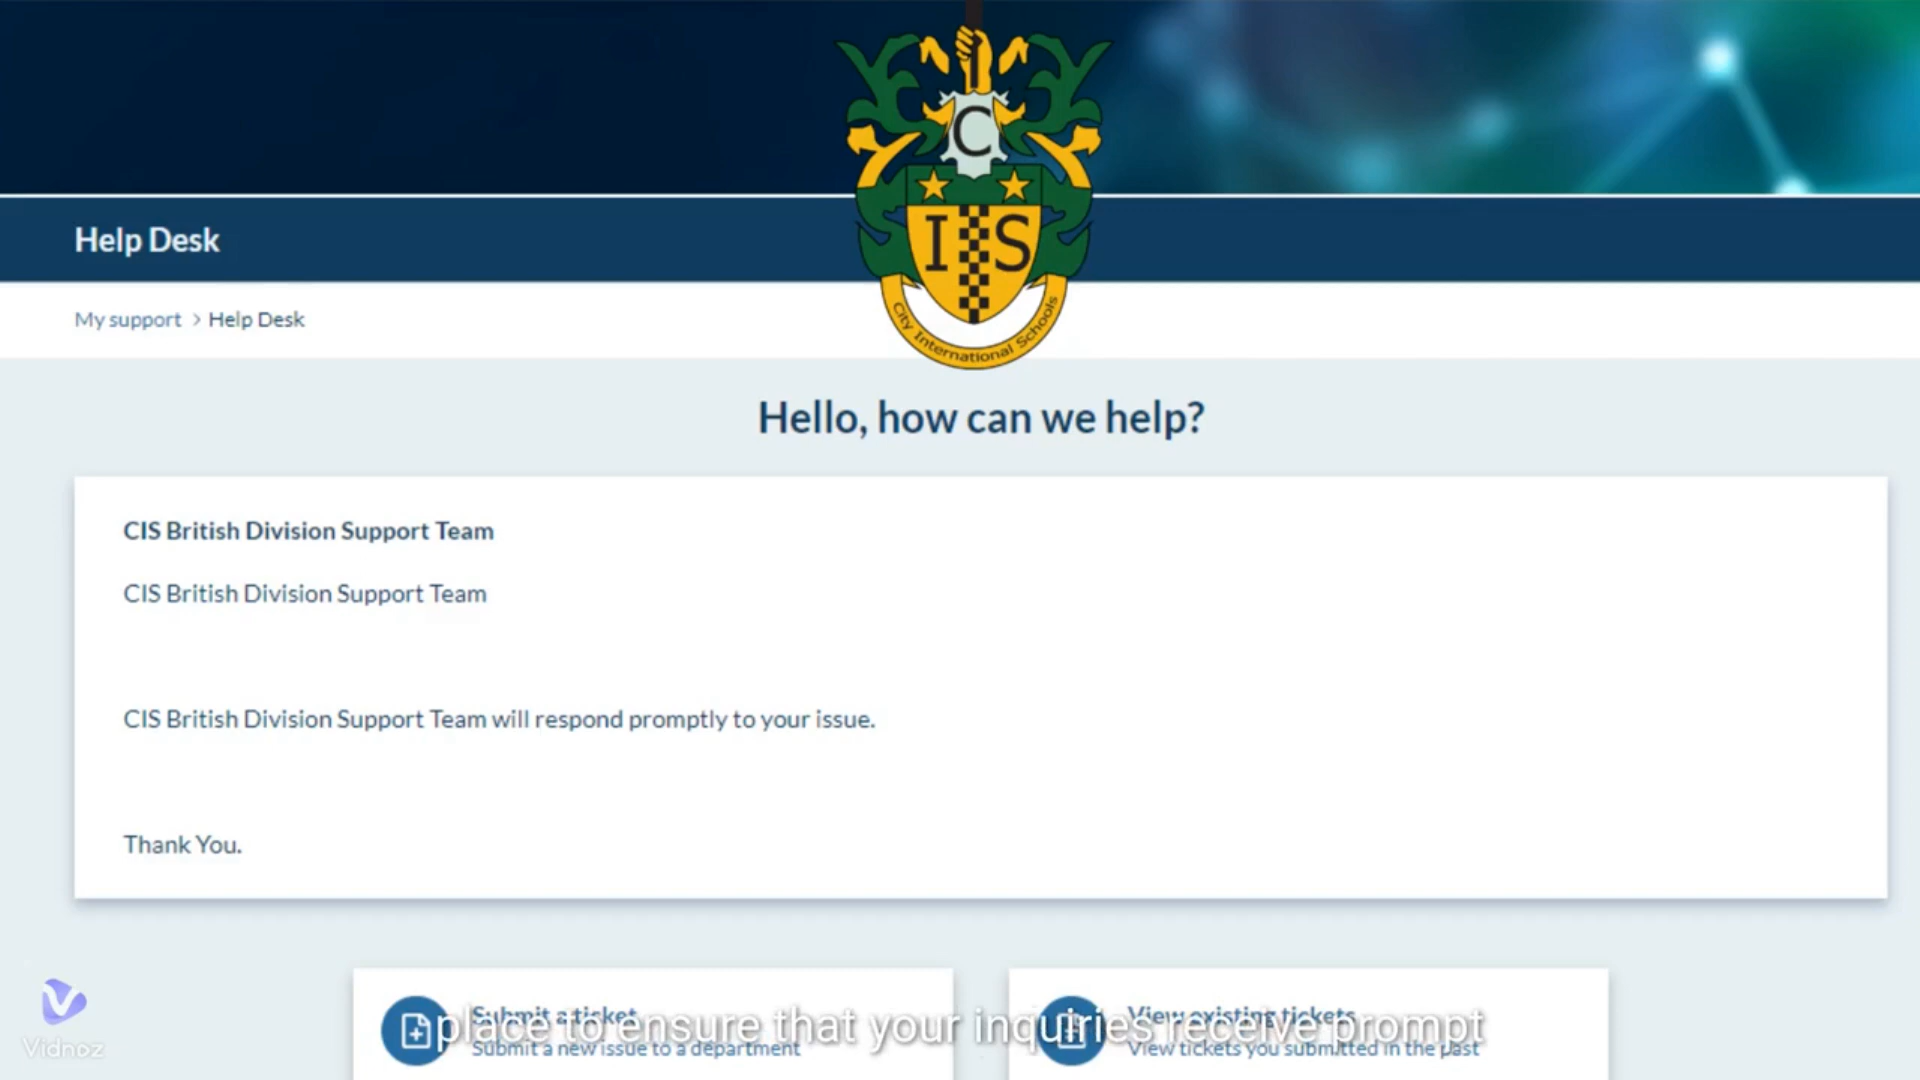 C
I S
City International Schools
Help Desk
My support > Help Desk
Hello, how can we help?
CIS British Division Support Team
CIS British Division Support Team
CIS British Division Support Team will respond promptly to your issue.
Thank You.
Submit a ticket
Submit a new issue to a department
View existing tickets
View tickets you submitted in the past
place to ensure that your inquiries receive prompt
Vidnoz